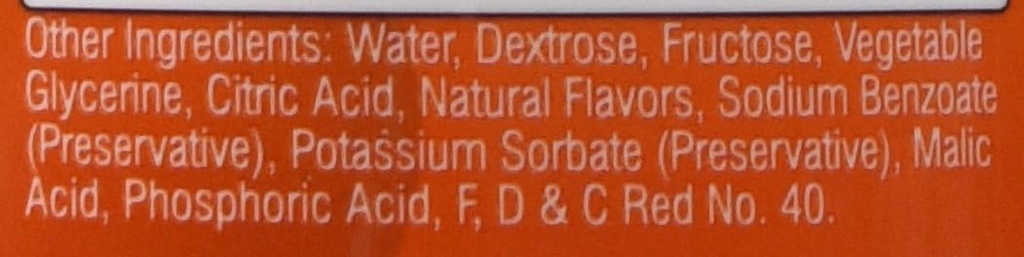 Other Ingredients: Water, Dextrose, Fructose, Vegetable
Glycerine, Citric Acid, Natural Flavors, Sodium Benzoate
(Preservative), Potassium Sorbate (Preservative), Malic
Acid, Phosphoric Acid, F, D & C Red No. 40.